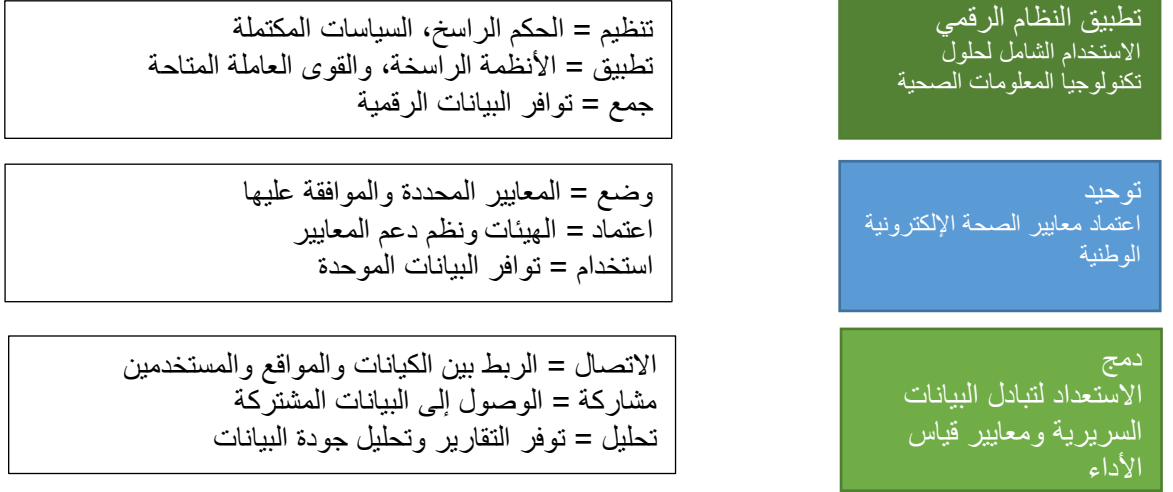 تطبيق النظام الرقمي
الاستخدام الشامل لحلول
تكنولوجيا المعلومات الصحية
تنظيم = الحكم الراسخ، السياسات المكتملة
تطبيق = الأنظمة الراسخة، والقوى العاملة المتاحة
جمع = توافر البيانات الرقمية
توحيد
اعتماد معايير الصحة الإلكترونية
الوطنية
وضع = المعايير المحددة والموافقة عليها
اعتماد = الهيئات ونظم دعم المعايير
استخدام = توافر البيانات الموحدة
دمج
الاستعداد لتبادل البيانات
السريرية ومعايير قياس
الأداء
الاتصال = الربط بين الكيانات والمواقع والمستخدمين
مشاركة = الوصول إلى البيانات المشتركة
تحليل = توفر التقارير وتحليل جودة البيانات